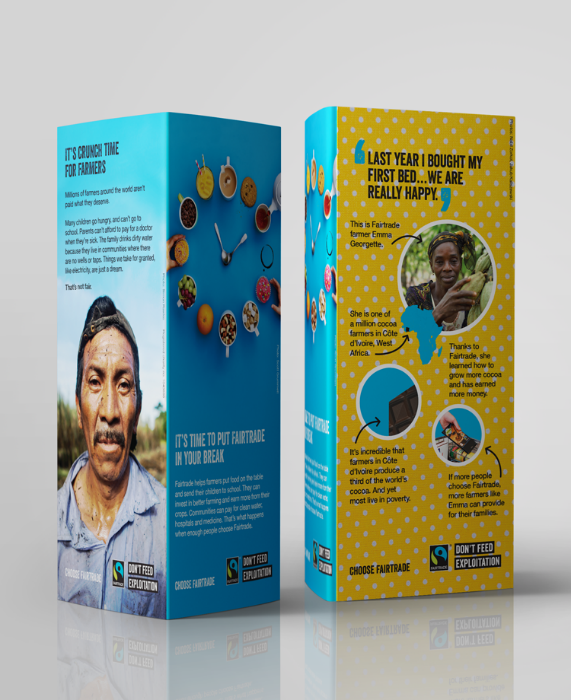 IT'S CRUNCH TIME
FOR FARMERS
Millions of farmers around the world aren't
paid what they deserve.
Many children go hungry, and can't go to
school. Parents can't afford to pay for a doctor
when they're sick. The family drinks dirty water
because they live in communities where there
are no wells or taps. Things we take for granted,
like electricity, are just a dream.
That's not fair.
CHOOSE FAIRTRADE
FAIRTRADE
DON'T FEED
EXPLOITATION
IT'S TIME TO PUT FAIRTRADE
IN YOUR BREAK
Fairtrade helps farmers put food on the table
and send their children to school. They can
invest in better farming and earn more from their
crops. Communities can pay for clean water,
hospitals and medicine. That's what happens
when enough people choose Fairtrade.
CHOOSE FAIRTRADE
FAIRTRADE
DON'T FEED
EXPLOITATION
LAST YEAR I BOUGHT MY
FIRST BED...WE ARE
REALLY HAPPY.
This is Fairtrade
farmer Emma
Georgette.
She is one of
a million cocoa
farmers in Côte
d'Ivoire, West
Africa.
Thanks to
Fairtrade, she
learned how to
grow more cocoa
and has earned
more money.
It's incredible that
farmers in Côte
d'Ivoire produce a
third of the world's
cocoa. And yet
most live in poverty.
If more people
choose Fairtrade,
more farmers like
Emma can provide
for their families.
CHOOSE FAIRTRADE
FAIRTRADE
DON'T FEED
EXPLOITATION